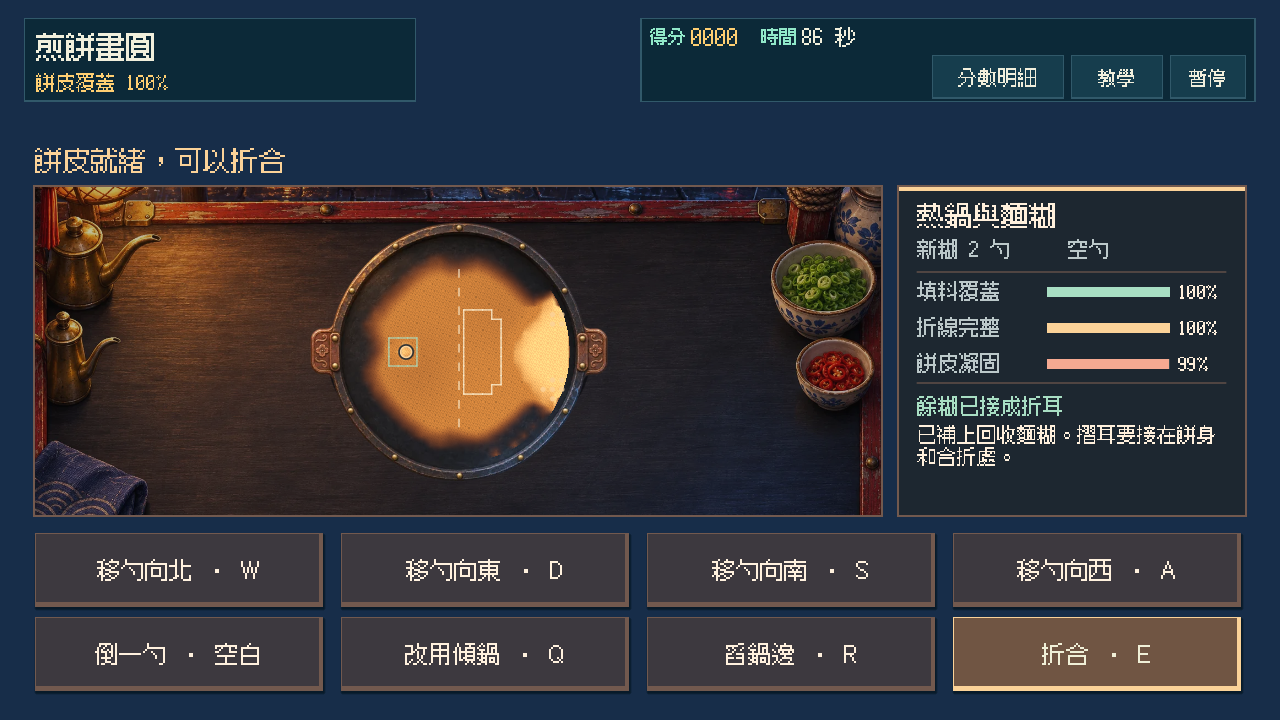 煎餅畫圓
餅皮覆蓋 100%
得分 0000 時間 86 秒
分數明細
教學
暫停
餅皮就緒，可以折合
熱鍋與麵糊
新糊 2 勺 空勺
填料覆蓋 100%
折線完整 100%
餅皮凝固 99%
餘糊已接成折耳
已補上回收麵糊。摺耳要接在餅身
和合折處。
移勺向北 · W
移勺向東 · D
移勺向南 · S
移勺向西 · A
倒一勺 · 空白
改用傾鍋 · Q
舀鍋邊 · R
折合 · E